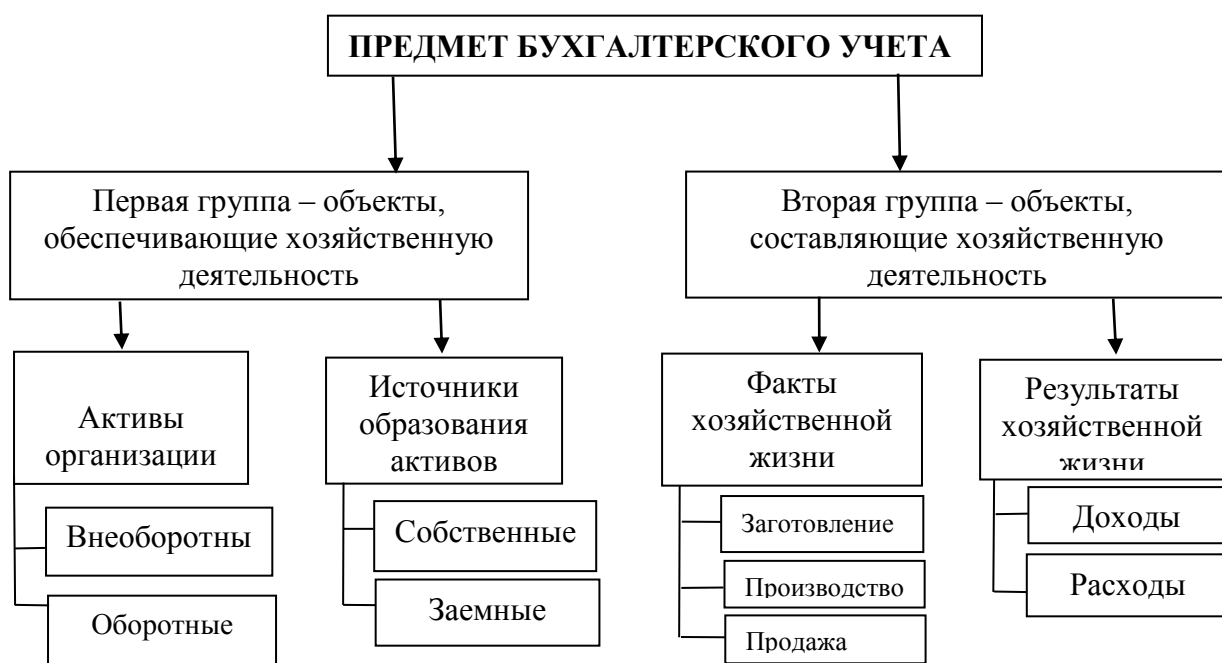 ПРЕДМЕТ БУХГАЛТЕРСКОГО УЧЕТА
Первая группа – объекты,
обеспечивающие хозяйственную
деятельность
Вторая группа – объекты,
составляющие хозяйственную
деятельность
Активы
организации
Источники
образования
активов
Факты
хозяйственной
жизни
Результаты
хозяйственной
жизни
Внеоборотны
Оборотные
Собственные
Заемные
Заготовление
Производство
Продажа
Доходы
Расходы